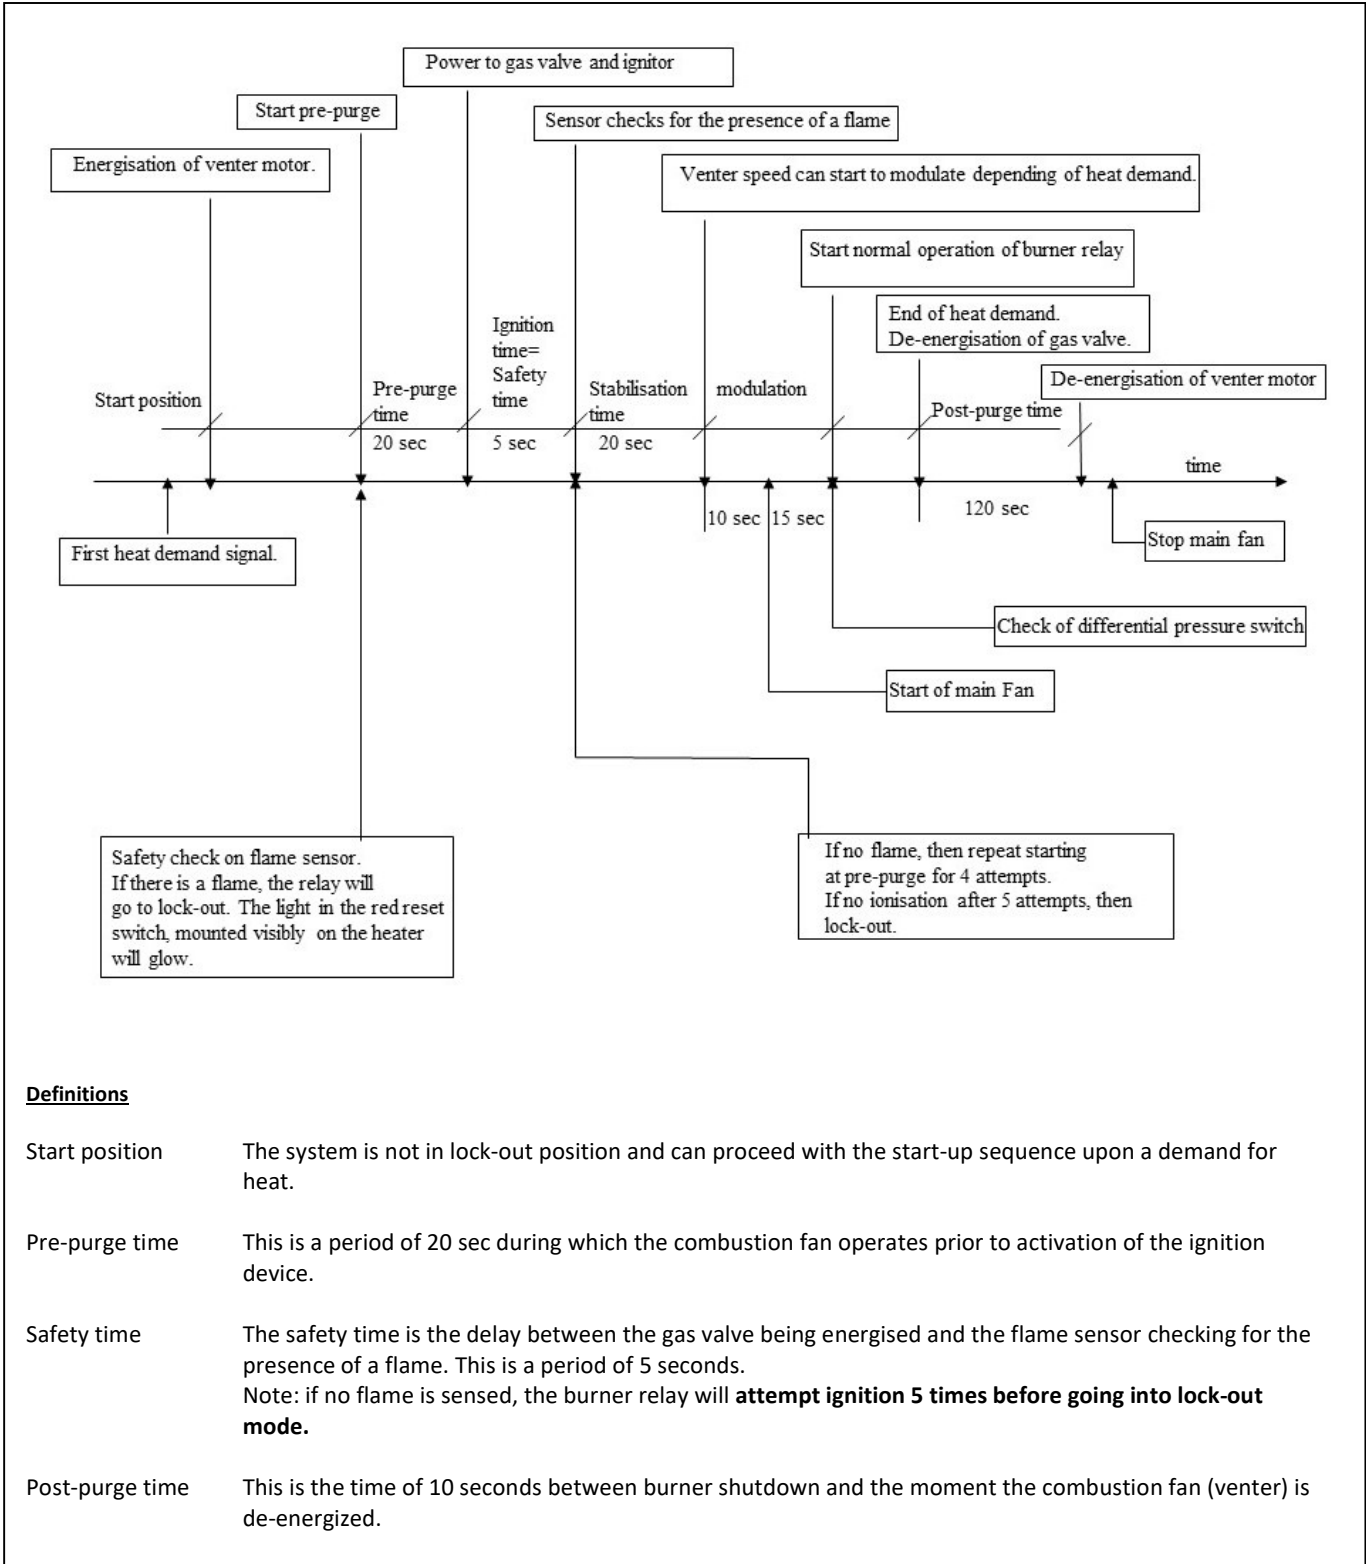 Power to gas valve and ignitor
Start pre-purge
Sensor checks for the presence of a flame
Energisation of venter motor.
Venter speed can start to modulate depending of heat demand.
Start normal operation of burner relay
End of heat demand.
De-energisation of gas valve.
Ignition
time=
Safety
time
De-energisation of venter motor
Start position
Pre-purge
time
20 sec
5 sec
Stabilisation
time
20 sec
modulation
Post-purge time
time
10 sec
15 sec
120 sec
First heat demand signal.
Stop main fan
Check of differential pressure switch
Start of main Fan
Safety check on flame sensor.
If there is a flame, the relay will
go to lock-out. The light in the red reset
switch, mounted visibly on the heater
will glow.
If no flame, then repeat starting
at pre-purge for 4 attempts.
If no ionisation after 5 attempts, then
lock-out.
Definitions
Start position The system is not in lock-out position and can proceed with the start-up sequence upon a demand for
heat.
Pre-purge time This is a period of 20 sec during which the combustion fan operates prior to activation of the ignition
device.
Safety time The safety time is the delay between the gas valve being energised and the flame sensor checking for the
presence of a flame. This is a period of 5 seconds.
Note: if no flame is sensed, the burner relay will attempt ignition 5 times before going into lock-out
mode.
Post-purge time This is the time of 10 seconds between burner shutdown and the moment the combustion fan (venter) is
de-energized.